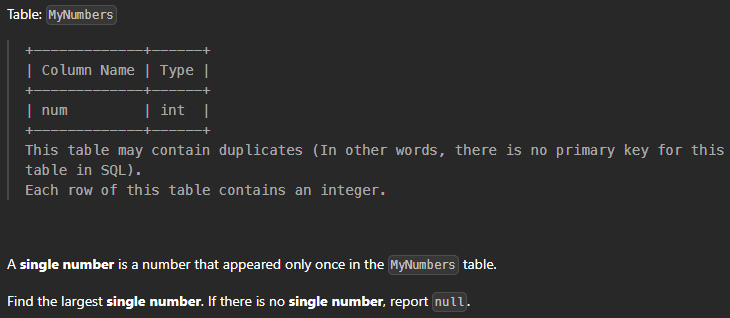 Table: MyNumbers
+-------------+------+
| Column Name | Type |
+-------------+------+
| num         | int  |
+-------------+------+
This table may contain duplicates (In other words, there is no primary key for this
table in SQL).
Each row of this table contains an integer.
A single number is a number that appeared only once in the MyNumbers table.
Find the largest single number. If there is no single number, report null.